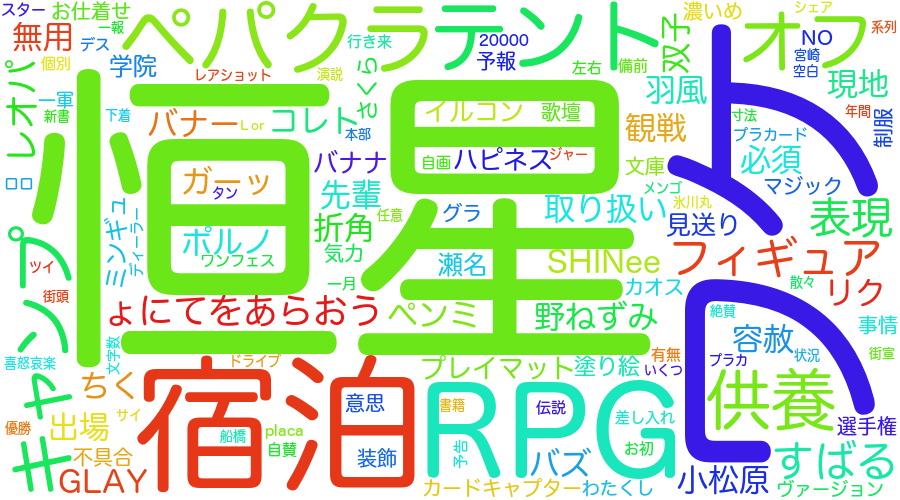 スター
お仕着せ
一報
無用
デス
個別
学院
レオパ
一軍
新書
下着
口口
ペパクラ
テント
行き来
20000
予報
レアショット
演説
さくら
左右
備前
双子
濃いめ
シェア
オフ
系列
NO
宮崎
空白
羽風
現地
バナー
L or
コレト
本部
イルコン
歌壇
観戦
寸法
年間
制服
プラカード
バナナ
自画
ハピネス
ジャー
文庫
必須
ガーッ
タン
先輩
メンゴ
マジック
恒星
ト
ロ
ミンギュ
ディーラー
ポルノ
ワンフェス
折角
任意
グラ
取り扱い
氷川丸
見送り
表現
気力
瀬名
SHINee
フィギュア
キャンプ
ツイ
街頭
一月
カオス
散々
リク
ょにてをあらおう
ペンミ
野ねずみ
絶賛
容赦
事情
喜怒哀楽
文字数
ドライブ
プレイマット
塗り絵
有無
いくつ
プラカ
状況
街宣
ちく
宿泊
意思
RPG
書籍
伝説
差し入れ
供養
優勝
出場
サイ
船橋
placa
自賛
お初
選手権
不具合
装飾
予告
バズ
すばる
GLAY
カードキャプター
わたくし
小松原
ヴァージョン